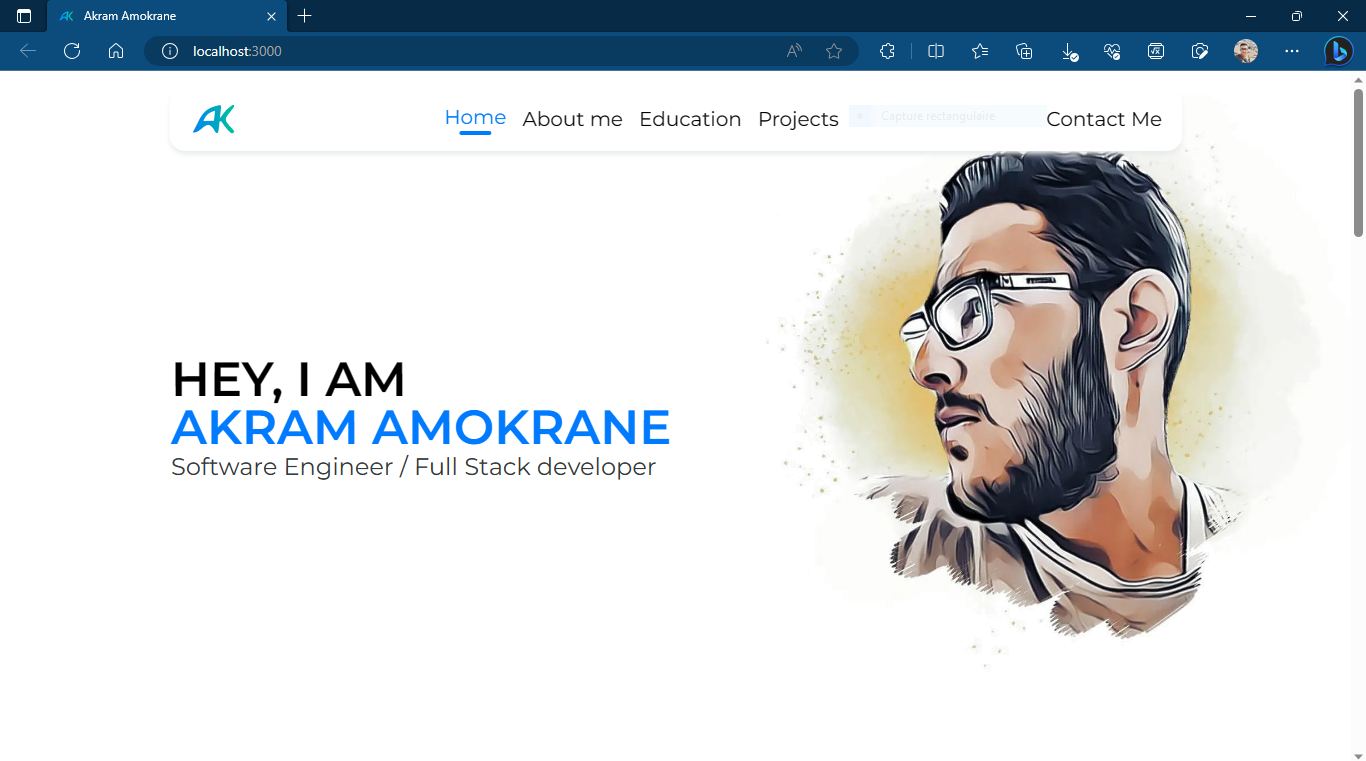 Akram Amokrane
localhost:3000
AK
Home About me Education Projects Capture rectangulaire Contact Me
HEY, I AM
AKRAM AMOKRANE
Software Engineer / Full Stack developer